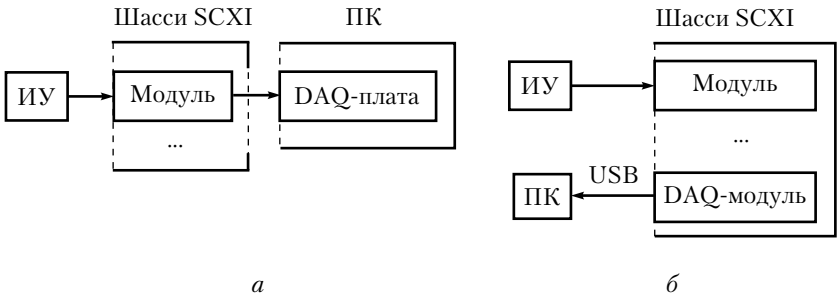 Шасси SCXI
ПК
ИУ
Модуль
DAQ-плата
...
а
Шасси SCXI
ИУ
Модуль
...
USB
ПК
DAQ-модуль
б